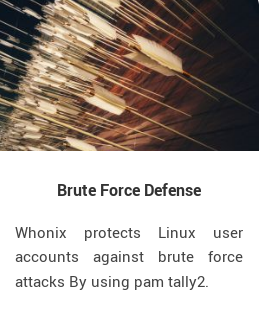 Brute Force Defense
Whonix protects Linux user
accounts against brute force
attacks By using pam tally2.